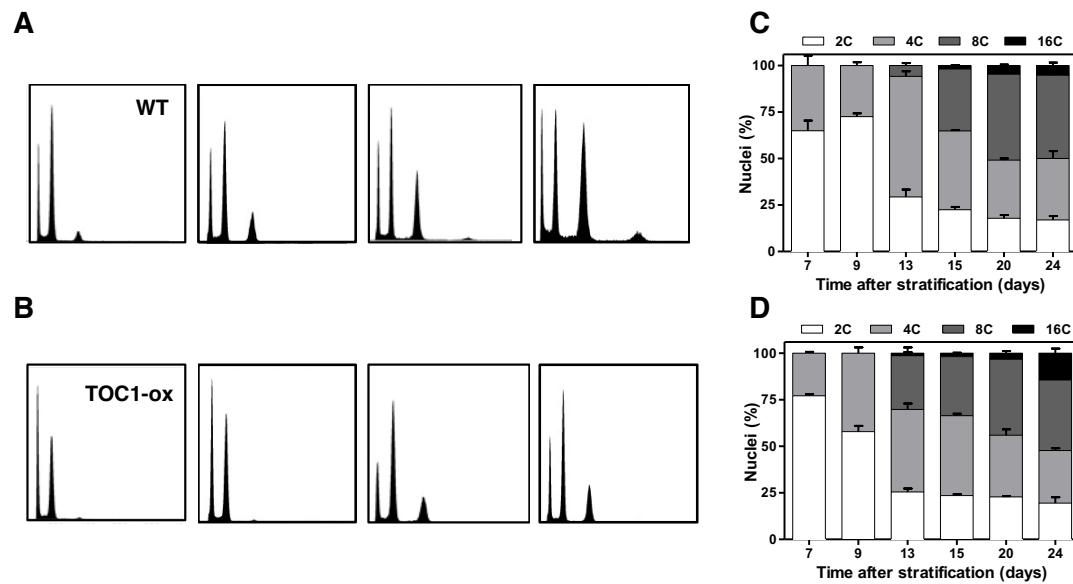 A
WT
B
TOC1-ox
C
2C 4C 8C 16C
100
75
50
25
0
Nuclei (%)
7 9 13 15 20 24
Time after stratification (days)
D
2C 4C 8C 16C
100
75
50
25
0
Nuclei (%)
7 9 13 15 20 24
Time after stratification (days)